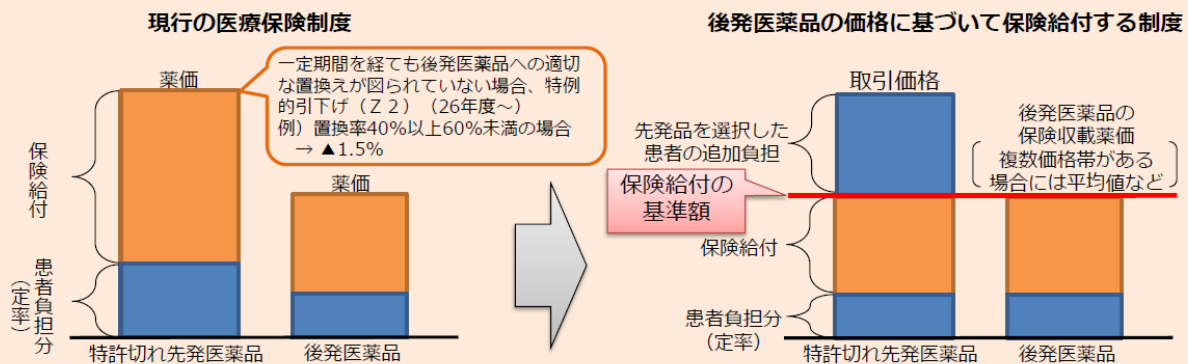 現行の医療保険制度
薬価
一定期間を経ても後発医薬品への適切
な置換えが図られていない場合、特例
的引下げ（Ｚ２）（26年度～）
例）置換率40％以上60％未満の場合
→ ▲1.5%
薬価
保険給付
患者負担分
（定率）
特許切れ先発医薬品
後発医薬品
後発医薬品の価格に基づいて保険給付する制度
取引価格
先発品を選択した
患者の追加負担
後発医薬品の
保険収載薬価
複数価格帯がある
場合には平均値など
保険給付の
基準額
保険給付
患者負担分
（定率）
特許切れ先発医薬品
後発医薬品